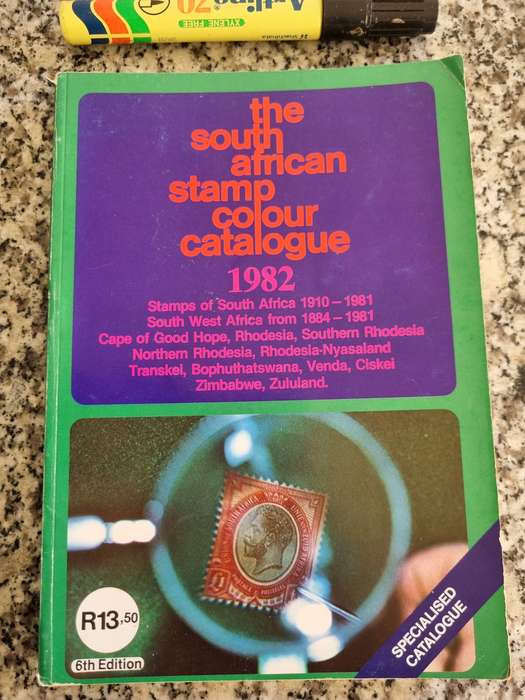 Artline 70
XYLENE FREE
the
south
african
stamp
colour
catalogue
1982
Stamps of South Africa 1910–1981
South West Africa from 1884–1981
Cape of Good Hope, Rhodesia, Southern Rhodesia
Northern Rhodesia, Rhodesia-Nyasaland
Transkei, Bophuthatswana, Venda, Ciskei
Zimbabwe, Zululand.
R13,50
6th Edition
SPECIALISED
CATALOGUE